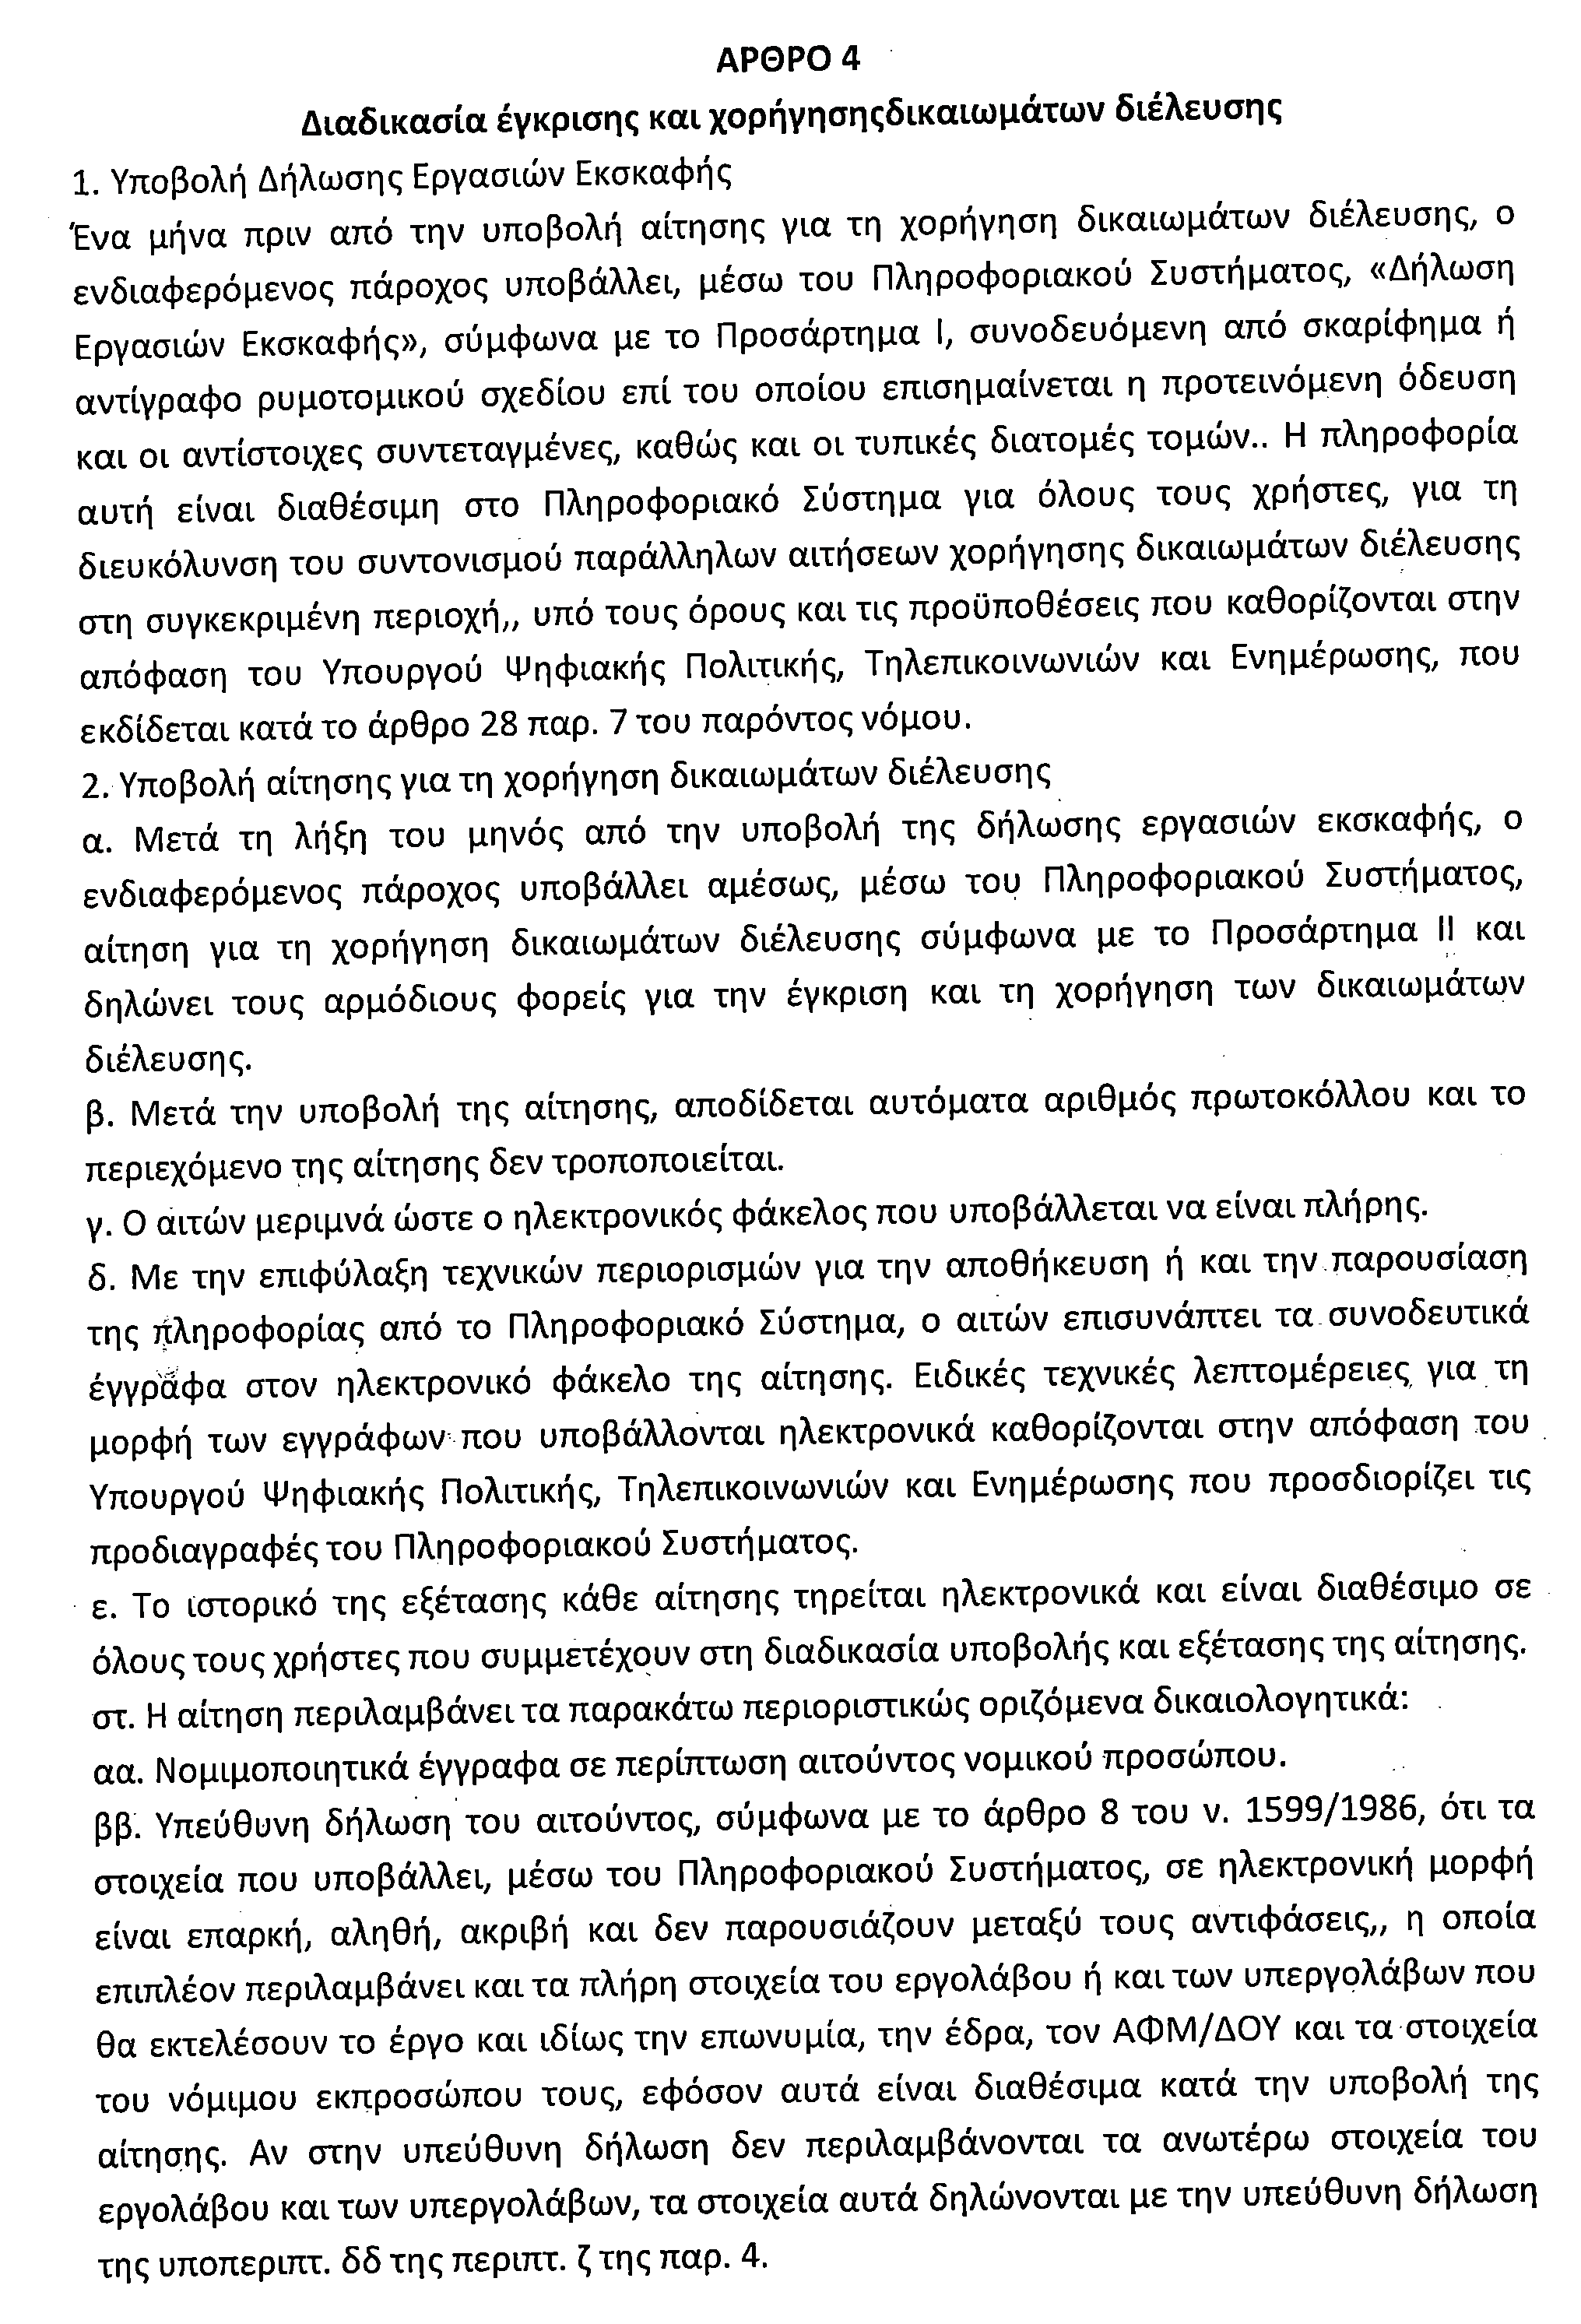 ΑΡΘΡΟ 4
Διαδικασία έγκρισης και χορήγησηςδικαιωμάτων διέλευσης
1. Υποβολή Δήλωσης Εργασιών Εκσκαφής
Ένα μήνα πριν από την υποβολή αίτησης για τη χορήγηση δικαιωμάτων διέλευσης, ο
ενδιαφερόμενος πάροχος υποβάλλει, μέσω του Πληροφοριακού Συστήματος, «Δήλωση
Εργασιών Εκσκαφής», σύμφωνα με το Προσάρτημα Ι, συνοδευόμενη από σκαρίφημα ή
αντίγραφο ρυμοτομικού σχεδίου επί του οποίου επισημαίνεται η προτεινόμενη όδευση
και οι αντίστοιχες συντεταγμένες, καθώς και οι τυπικές διατομές τομών.. Η πληροφορία
αυτή είναι διαθέσιμη στο Πληροφοριακό Σύστημα για όλους τους χρήστες, για τη
διευκόλυνση του συντονισμού παράλληλων αιτήσεων χορήγησης δικαιωμάτων διέλευσης
στη συγκεκριμένη περιοχή,, υπό τους όρους και τις προϋποθέσεις που καθορίζονται στην
απόφαση του Υπουργού Ψηφιακής Πολιτικής, Τηλεπικοινωνιών και Ενημέρωσης, που
εκδίδεται κατά το άρθρο 28 παρ. 7 του παρόντος νόμου.
2. Υποβολή αίτησης για τη χορήγηση δικαιωμάτων διέλευσης
α. Μετά τη λήξη του μηνός από την υποβολή της δήλωσης εργασιών εκσκαφής, ο
ενδιαφερόμενος πάροχος υποβάλλει αμέσως, μέσω του Πληροφοριακού Συστήματος,
αίτηση για τη χορήγηση δικαιωμάτων διέλευσης σύμφωνα με το Προσάρτημα ΙΙ και
δηλώνει τους αρμόδιους φορείς για την έγκριση και τη χορήγηση των δικαιωμάτων
διέλευσης.
β. Μετά την υποβολή της αίτησης, αποδίδεται αυτόματα αριθμός πρωτοκόλλου και το
περιεχόμενο της αίτησης δεν τροποποιείται.
γ. Ο αιτών μεριμνά ώστε ο ηλεκτρονικός φάκελος που υποβάλλεται να είναι πλήρης.
δ. Με την επιφύλαξη τεχνικών περιορισμών για την αποθήκευση ή και την παρουσίαση
της πληροφορίας από το Πληροφοριακό Σύστημα, ο αιτών επισυνάπτει τα συνοδευτικά
έγγραφα στον ηλεκτρονικό φάκελο της αίτησης. Ειδικές τεχνικές λεπτομέρειες για τη
μορφή των εγγράφων που υποβάλλονται ηλεκτρονικά καθορίζονται στην απόφαση του
Υπουργού Ψηφιακής Πολιτικής, Τηλεπικοινωνιών και Ενημέρωσης που προσδιορίζει τις
προδιαγραφές του Πληροφοριακού Συστήματος.
ε. Το ιστορικό της εξέτασης κάθε αίτησης τηρείται ηλεκτρονικά και είναι διαθέσιμο σε
όλους τους χρήστες που συμμετέχουν στη διαδικασία υποβολής και εξέτασης της αίτησης.
στ. Η αίτηση περιλαμβάνει τα παρακάτω περιοριστικώς οριζόμενα δικαιολογητικά:
αα. Νομιμοποιητικά έγγραφα σε περίπτωση αιτούντος νομικού προσώπου.
ββ. Υπεύθυνη δήλωση του αιτούντος, σύμφωνα με το άρθρο 8 του ν. 1599/1986, ότι τα
στοιχεία που υποβάλλει, μέσω του Πληροφοριακού Συστήματος, σε ηλεκτρονική μορφή
είναι επαρκή, αληθή, ακριβή και δεν παρουσιάζουν μεταξύ τους αντιφάσεις,, η οποία
επιπλέον περιλαμβάνει και τα πλήρη στοιχεία του εργολάβου ή και των υπεργολάβων που
θα εκτελέσουν το έργο και ιδίως την επωνυμία, την έδρα, τον ΑΦΜ/ΔΟΥ και τα στοιχεία
του νόμιμου εκπροσώπου τους, εφόσον αυτά είναι διαθέσιμα κατά την υποβολή της
αίτησης. Αν στην υπεύθυνη δήλωση δεν περιλαμβάνονται τα ανωτέρω στοιχεία του
εργολάβου και των υπεργολάβων, τα στοιχεία αυτά δηλώνονται με την υπεύθυνη δήλωση
της υποπεριπτ. δδ της περιπτ. ζ της παρ. 4.